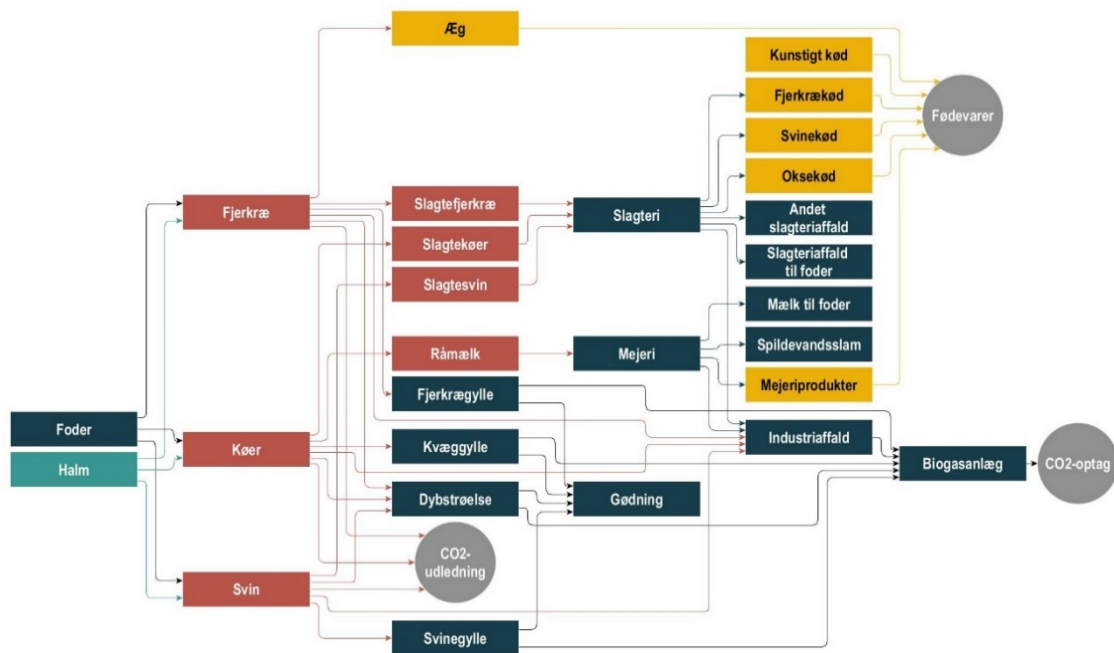 Æg
Kunstigt kød
Fjerkrækød
Fødevarer
Svinekød
Oksekød
Fjerkræ
Slagtefjerkræ
Slagteri
Andet
slagteriaffald
Slagtekøer
Slagteriaffald
til foder
Slagtesvin
Mælk til foder
Råmælk
Mejeri
Spildevandsslam
Fjerkrægylle
Mejeriprodukter
Foder
Køer
Kvæggylle
Industriaffald
Halm
Biogasanlæg
CO2-optag
Dybstrøelse
Gødning
CO2-
udledning
Svin
Svinegylle